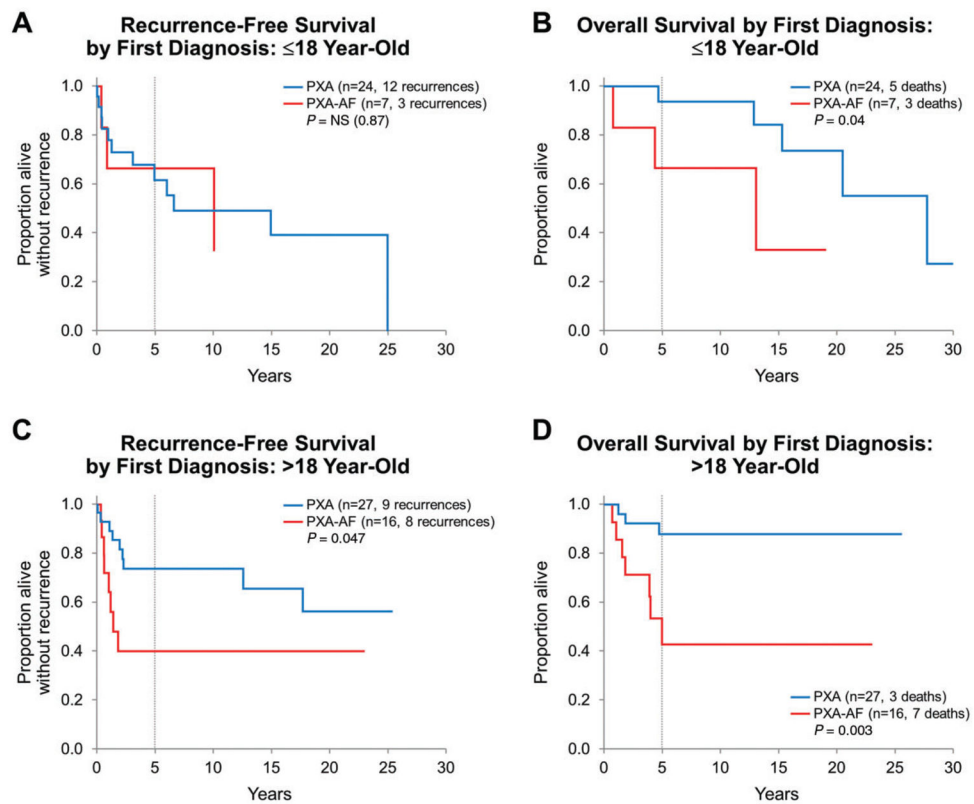 A
Recurrence-Free Survival
by First Diagnosis: ≤18 Year-Old
PXA (n=24, 12 recurrences)
PXA-AF (n=7, 3 recurrences)
P = NS (0.87)
Proportion alive
without recurrence
1.0
0.8
0.6
0.4
0.2
0.0
0 5 10 15 20 25 30
Years
B
Overall Survival by First Diagnosis:
≤18 Year-Old
PXA (n=24, 5 deaths)
PXA-AF (n=7, 3 deaths)
P = 0.04
Proportion alive
1.0
0.8
0.6
0.4
0.2
0.0
0 5 10 15 20 25 30
Years
C
Recurrence-Free Survival
by First Diagnosis: >18 Year-Old
PXA (n=27, 9 recurrences)
PXA-AF (n=16, 8 recurrences)
P = 0.047
Proportion alive
without recurrence
1.0
0.8
0.6
0.4
0.2
0.0
0 5 10 15 20 25 30
Years
D
Overall Survival by First Diagnosis:
>18 Year-Old
Proportion alive
1.0
0.8
0.6
0.4
0.2
0.0
PXA (n=27, 3 deaths)
PXA-AF (n=16, 7 deaths)
P = 0.003
0 5 10 15 20 25 30
Years